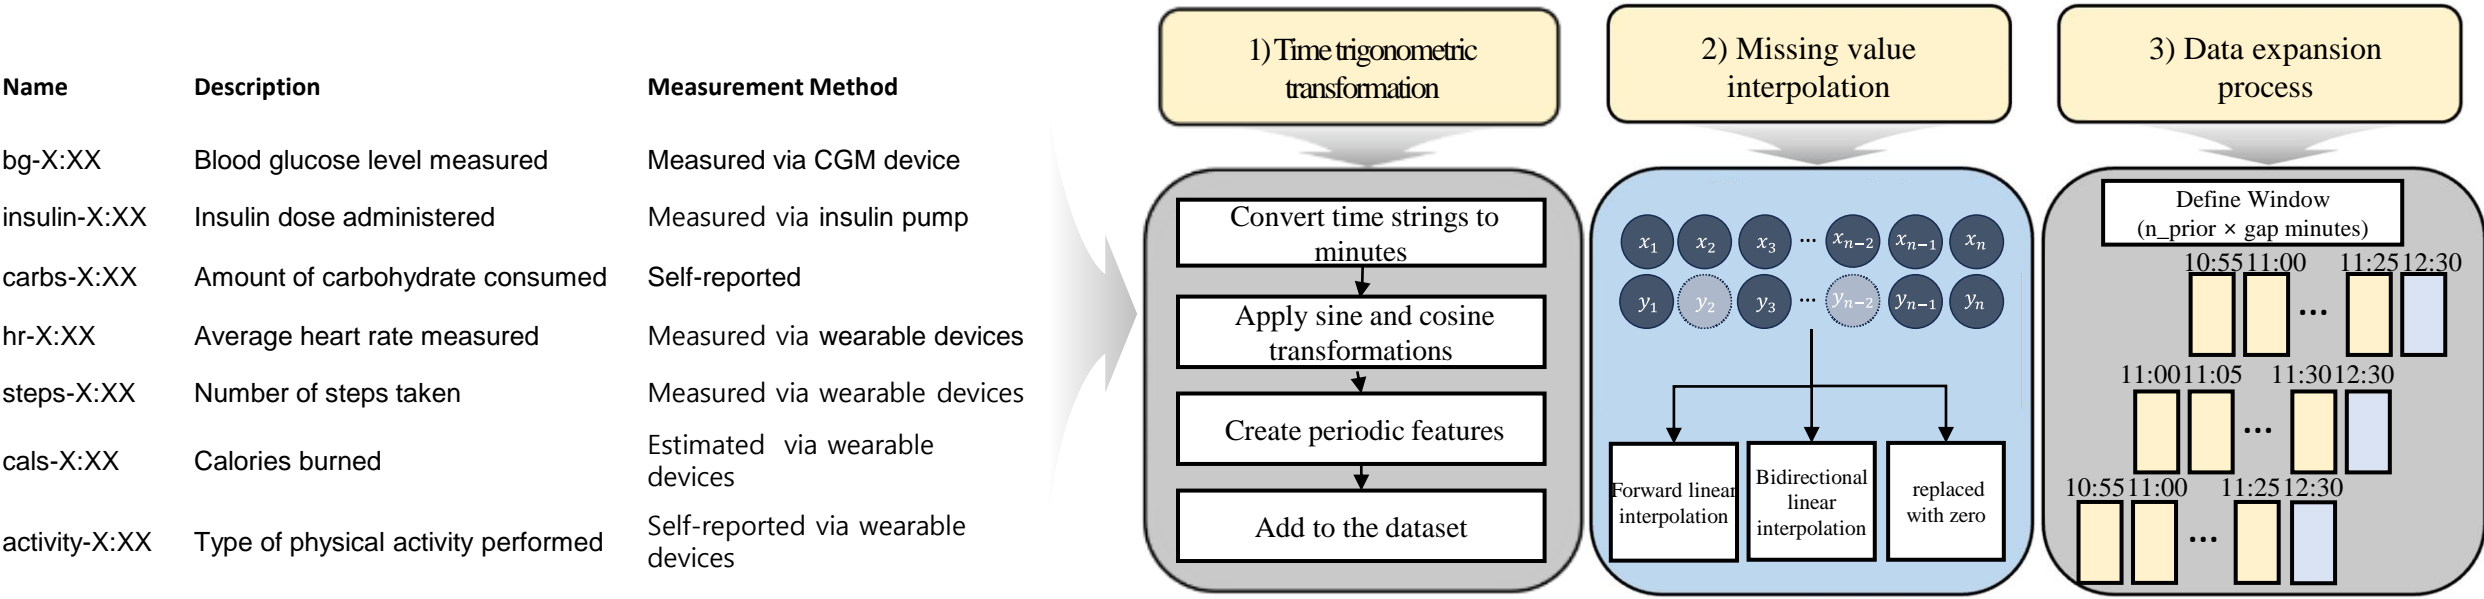 Name Description Measurement Method
bg-X:XX Blood glucose level measured Measured via CGM device
insulin-X:XX Insulin dose administered Measured via insulin pump
carbs-X:XX Amount of carbohydrate consumed Self-reported
hr-X:XX Average heart rate measured Measured via wearable devices
steps-X:XX Number of steps taken Measured via wearable devices
cals-X:XX Calories burned Estimated via wearable
devices
activity-X:XX Type of physical activity performed Self-reported via wearable
devices
1) Time trigonometric
transformation
Convert time strings to
minutes
Apply sine and cosine
transformations
Create periodic features
Add to the dataset
2) Missing value
interpolation
x₁ x₂ x₃ ... xₙ₋₂ xₙ₋₁ xₙ
y₁ y₂ y₃ ... yₙ₋₂ yₙ₋₁ yₙ
Forward linear
interpolation
Bidirectional
linear
interpolation
replaced
with zero
3) Data expansion
process
Define Window
(n_prior × gap minutes)
10:55 11:00 11:25 12:30
...
11:00 11:05 11:30 12:30
...
10:55 11:00 11:25 12:30
...